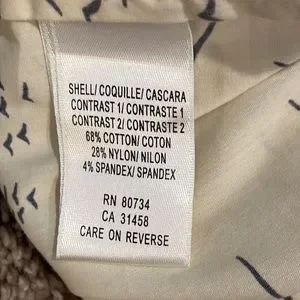 SHELL/ COQUILLE/ CASCARA
CONTRAST 1/ CONTRASTE 1
CONTRAST 2/ CONTRASTE 2
68% COTTON/ COTON
28% NYLON/ NILON
4% SPANDEX/ SPANDEX
RN 80734
CA 31458
CARE ON REVERSE